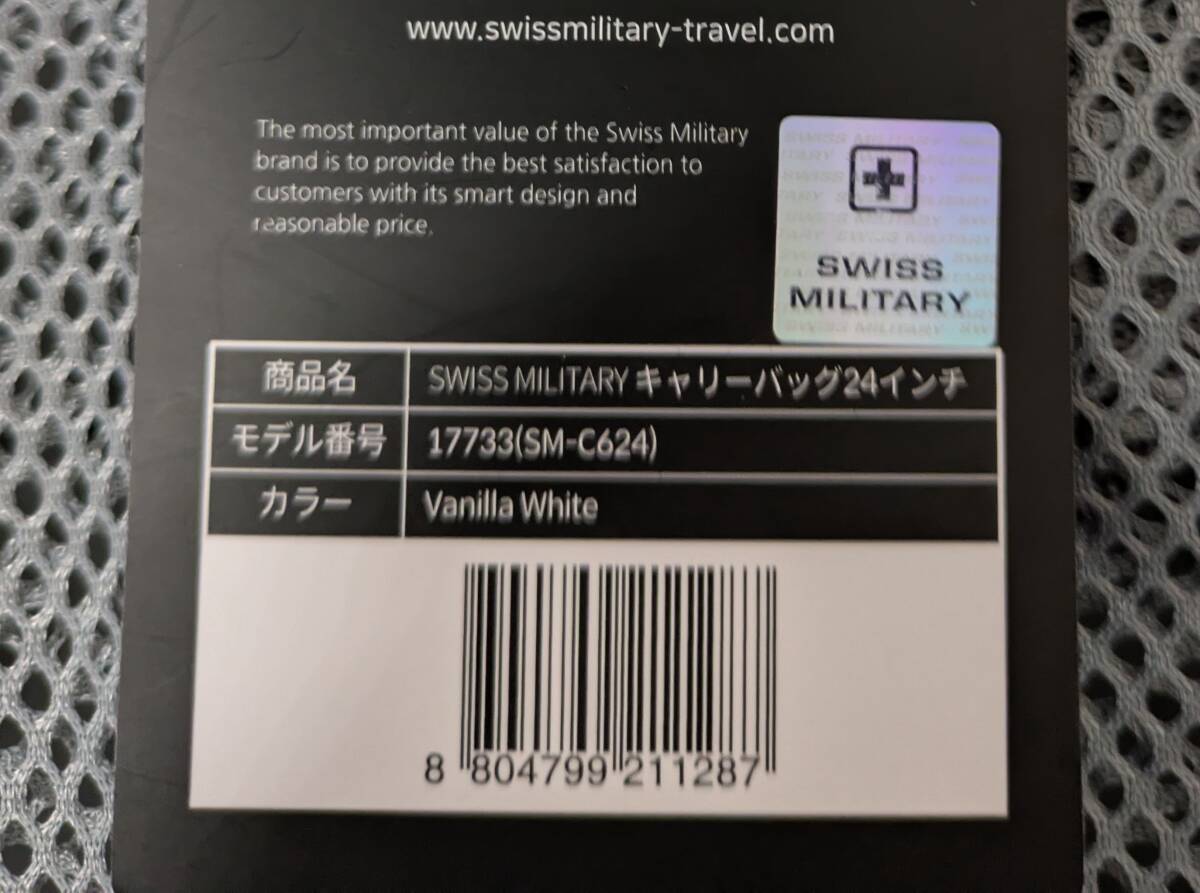 www.swissmilitary-travel.com
The most important value of the Swiss Military
brand is to provide the best satisfaction to
customers with its smart design and
reasonable price.
SWISS
MILITARY
商品名 SWISS MILITARY キャリーバッグ24インチ
モデル番号 17733(SM-C624)
カラー Vanilla White
8 804799 211287